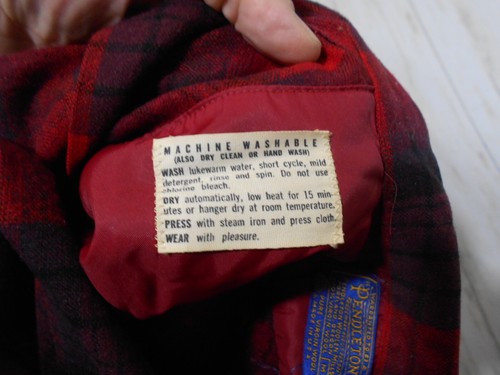 MACHINE WASHABLE
(ALSO DRY CLEAN OR HAND WASH)
WASH lukewarm water, short cycle, mild
detergent, rinse and spin. Do not use
chlorine bleach.
DRY automatically, low heat for 15 min
utes or hanger dry at room temperature.
PRESS with steam iron and press cloth.
WEAR with pleasure.
PENDLETON